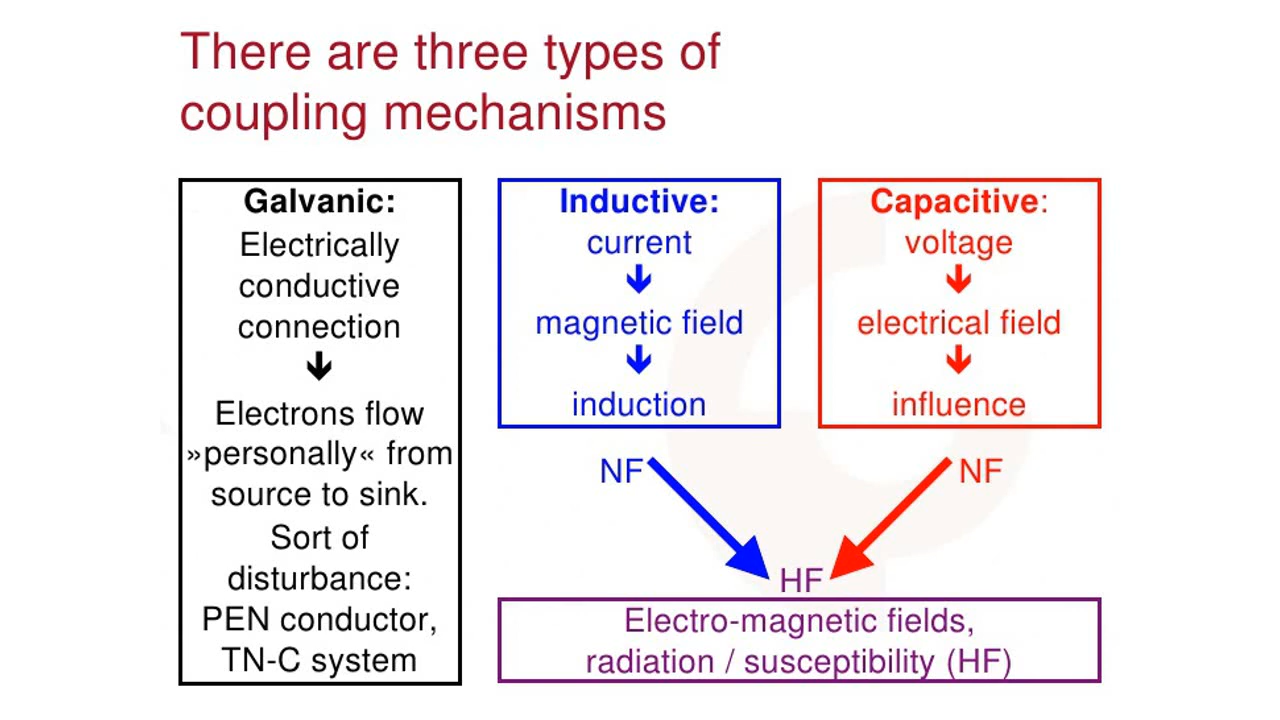 There are three types of
coupling mechanisms
Galvanic:
Electrically
conductive
connection
↓
Electrons flow
»personally« from
source to sink.
Sort of
disturbance:
PEN conductor,
TN-C system
Inductive:
current
↓
magnetic field
↓
induction
Capacitive:
voltage
↓
electrical field
↓
influence
NF
NF
HF
Electro-magnetic fields,
radiation / susceptibility (HF)